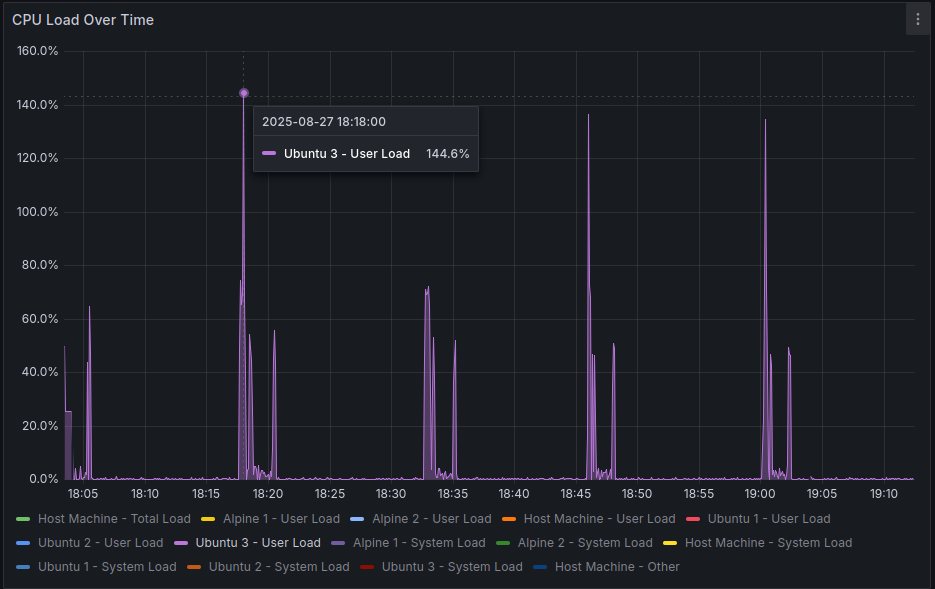 CPU Load Over Time
160.0%
140.0%
120.0%
100.0%
80.0%
60.0%
40.0%
20.0%
0.0%
2025-08-27 18:18:00
Ubuntu 3 - User Load 144.6%
18:05 18:10 18:15 18:20 18:25 18:30 18:35 18:40 18:45 18:50 18:55 19:00 19:05 19:10
Host Machine - Total Load Alpine 1 - User Load Alpine 2 - User Load Host Machine - User Load Ubuntu 1 - User Load
Ubuntu 2 - User Load Ubuntu 3 - User Load Alpine 1 - System Load Alpine 2 - System Load Host Machine - System Load
Ubuntu 1 - System Load Ubuntu 2 - System Load Ubuntu 3 - System Load Host Machine - Other